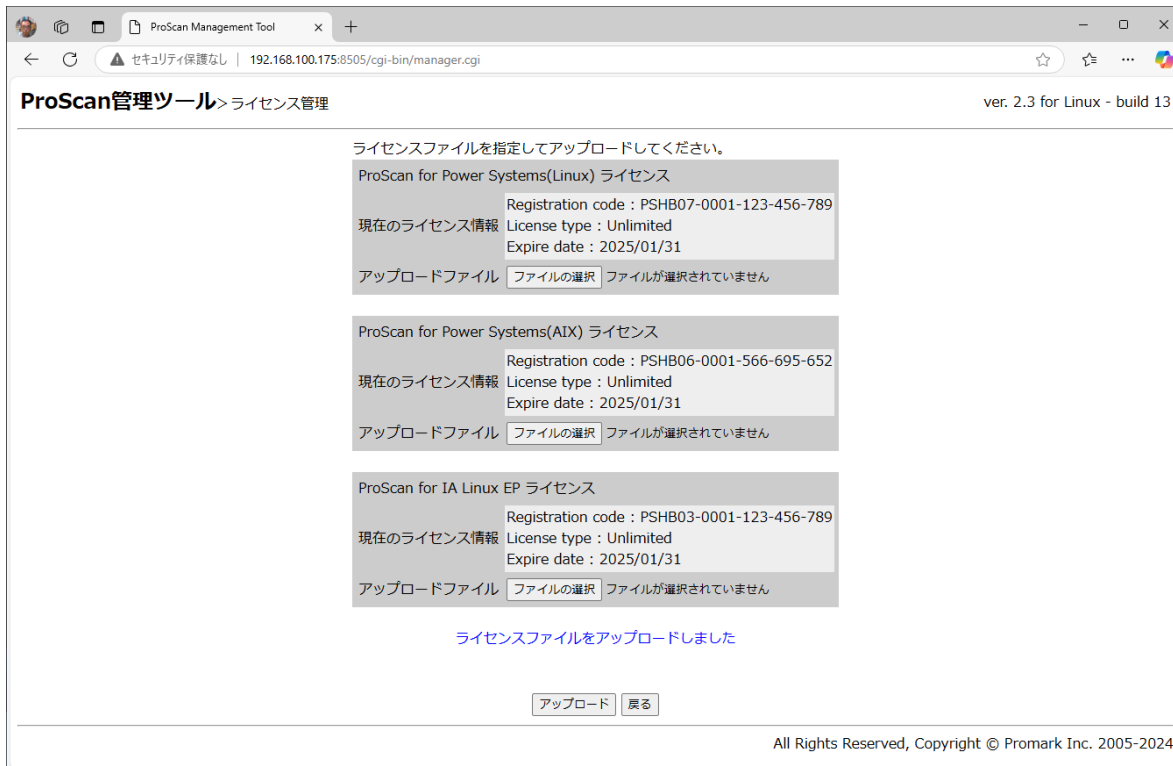 ProScan Management Tool
セキュリティ保護なし | 192.168.100.175:8505/cgi-bin/manager.cgi
ProScan管理ツール>ライセンス管理
ver. 2.3 for Linux - build 13
ライセンスファイルを指定してアップロードしてください。
ProScan for Power Systems(Linux) ライセンス
現在のライセンス情報
Registration code : PSHB07-0001-123-456-789
License type : Unlimited
Expire date : 2025/01/31
アップロードファイル ファイルの選択 ファイルが選択されていません
ProScan for Power Systems(AIX) ライセンス
現在のライセンス情報
Registration code : PSHB06-0001-566-695-652
License type : Unlimited
Expire date : 2025/01/31
アップロードファイル ファイルの選択 ファイルが選択されていません
ProScan for IA Linux EP ライセンス
現在のライセンス情報
Registration code : PSHB03-0001-123-456-789
License type : Unlimited
Expire date : 2025/01/31
アップロードファイル ファイルの選択 ファイルが選択されていません
ライセンスファイルをアップロードしました
アップロード 戻る
All Rights Reserved, Copyright © Promark Inc. 2005-2024